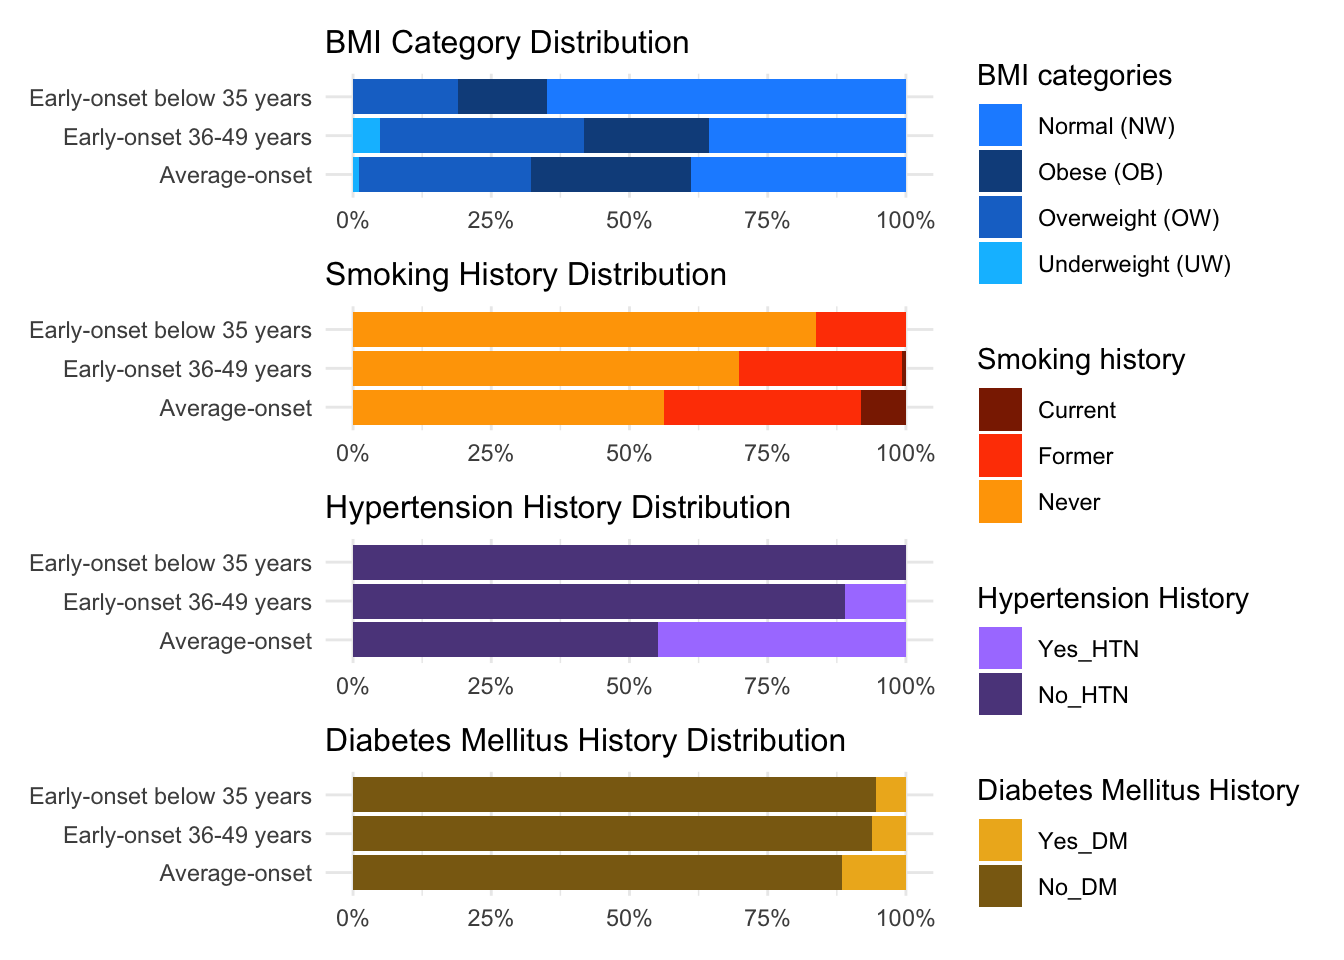 BMI Category Distribution
Early-onset below 35 years
Early-onset 36-49 years
Average-onset
0% 25% 50% 75% 100%
Smoking History Distribution
Early-onset below 35 years
Early-onset 36-49 years
Average-onset
0% 25% 50% 75% 100%
Hypertension History Distribution
Early-onset below 35 years
Early-onset 36-49 years
Average-onset
0% 25% 50% 75% 100%
Diabetes Mellitus History Distribution
Early-onset below 35 years
Early-onset 36-49 years
Average-onset
0% 25% 50% 75% 100%
BMI categories
Normal (NW)
Obese (OB)
Overweight (OW)
Underweight (UW)
Smoking history
Current
Former
Never
Hypertension History
Yes_HTN
No_HTN
Diabetes Mellitus History
Yes_DM
No_DM